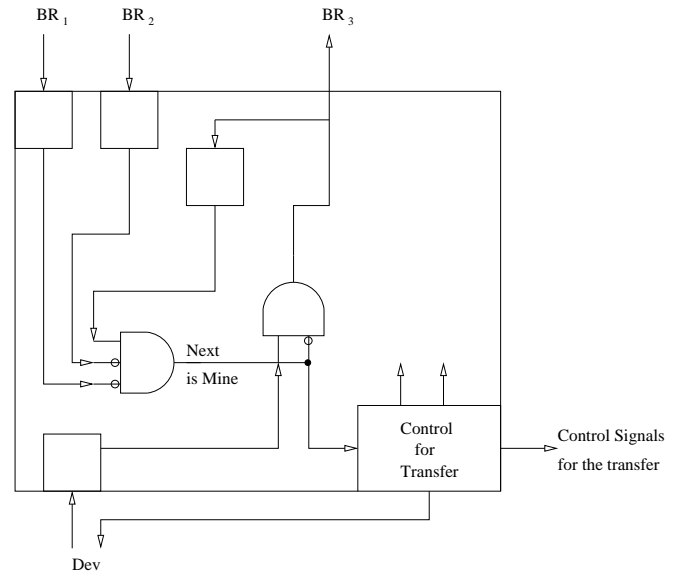 BR 1
BR 2
BR 3
Next
is Mine
Control
for
Transfer
Control Signals
for the transfer
Dev